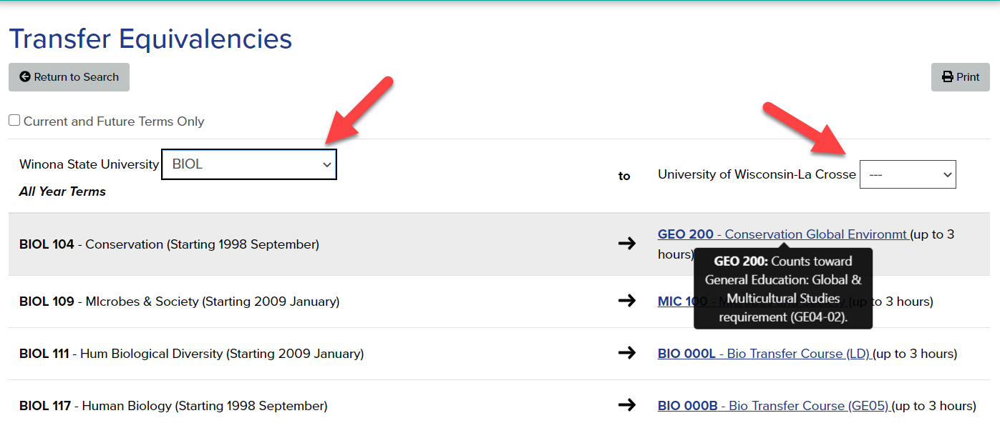 Transfer Equivalencies
Return to Search
Print
Current and Future Terms Only
Winona State University BIOL
All Year Terms
to
University of Wisconsin-La Crosse ---
BIOL 104 - Conservation (Starting 1998 September)
GEO 200 - Conservation Global Environmt (up to 3
hours)
GEO 200: Counts toward
General Education: Global &
Multicultural Studies
requirement (GE04-02).
BIOL 109 - MIcrobes & Society (Starting 2009 January)
MIC 100 - (up to 3 hours)
BIOL 111 - Hum Biological Diversity (Starting 2009 January)
BIO 000L - Bio Transfer Course (LD) (up to 3 hours)
BIOL 117 - Human Biology (Starting 1998 September)
BIO 000B - Bio Transfer Course (GE05) (up to 3 hours)